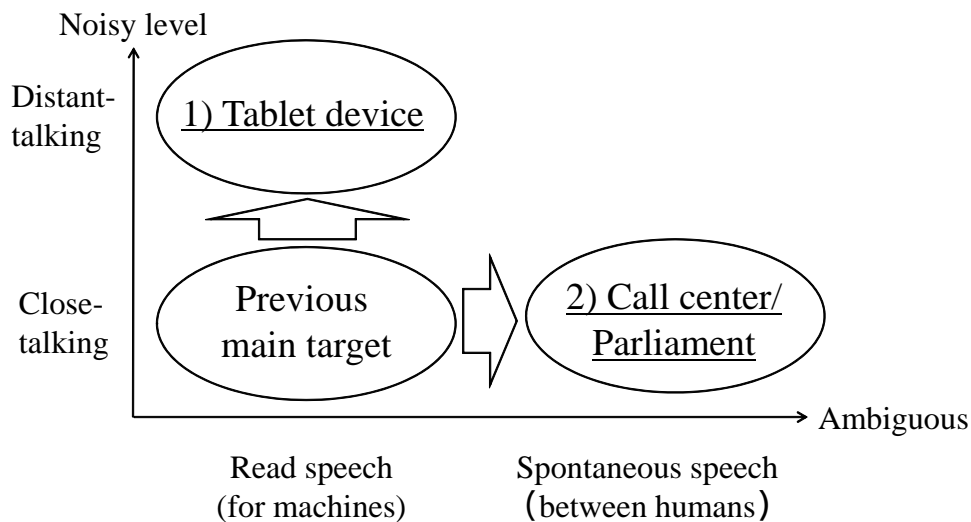 Noisy level
Distant-
talking
1) Tablet device
Close-
talking
Previous
main target
2) Call center/
Parliament
Ambiguous
Read speech
(for machines)
Spontaneous speech
(between humans)